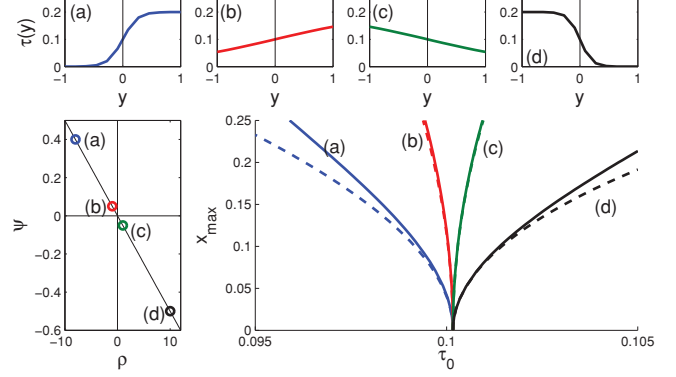 0.2 (a) 0.2 (b) 0.2 (c) 0.2
τ(y) 0.1 0.1 0.1 0.1 (d)
0 0 0 0
−1 0 1 −1 0 1 −1 0 1 −1 0 1
y y y y
0.4 (a)
0.2
(b)
ψ 0
(c)
−0.2
−0.4
(d)
−0.6
−10 0 10
ρ
0.25
(a) (b)
0.2 (c)
x_max 0.15 (d)
0.1
0.05
0
0.095 0.1 0.105
τ_0